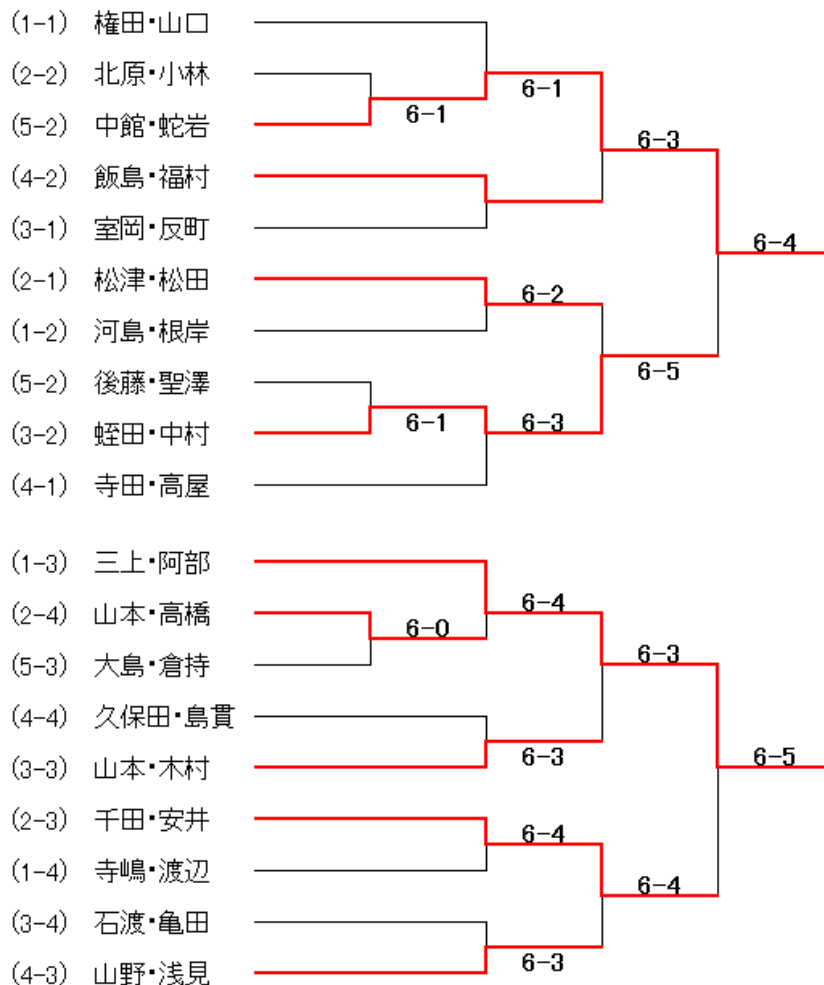 (1-1) 権田・山口
(2-2) 北原・小林
6-1
6-1
(5-2) 中館・蛇岩
6-3
(4-2) 飯島・福村
(3-1) 室岡・反町
6-4
(2-1) 松津・松田
6-2
(1-2) 河島・根岸
(5-2) 後藤・聖澤
6-5
6-1
6-3
(3-2) 蛭田・中村
(4-1) 寺田・高屋
(1-3) 三上・阿部
(2-4) 山本・高橋
6-4
6-0
(5-3) 大島・倉持
6-3
(4-4) 久保田・島貫
(3-3) 山本・木村
6-3
6-5
(2-3) 千田・安井
6-4
(1-4) 寺嶋・渡辺
6-4
(3-4) 石渡・亀田
(4-3) 山野・浅見
6-3